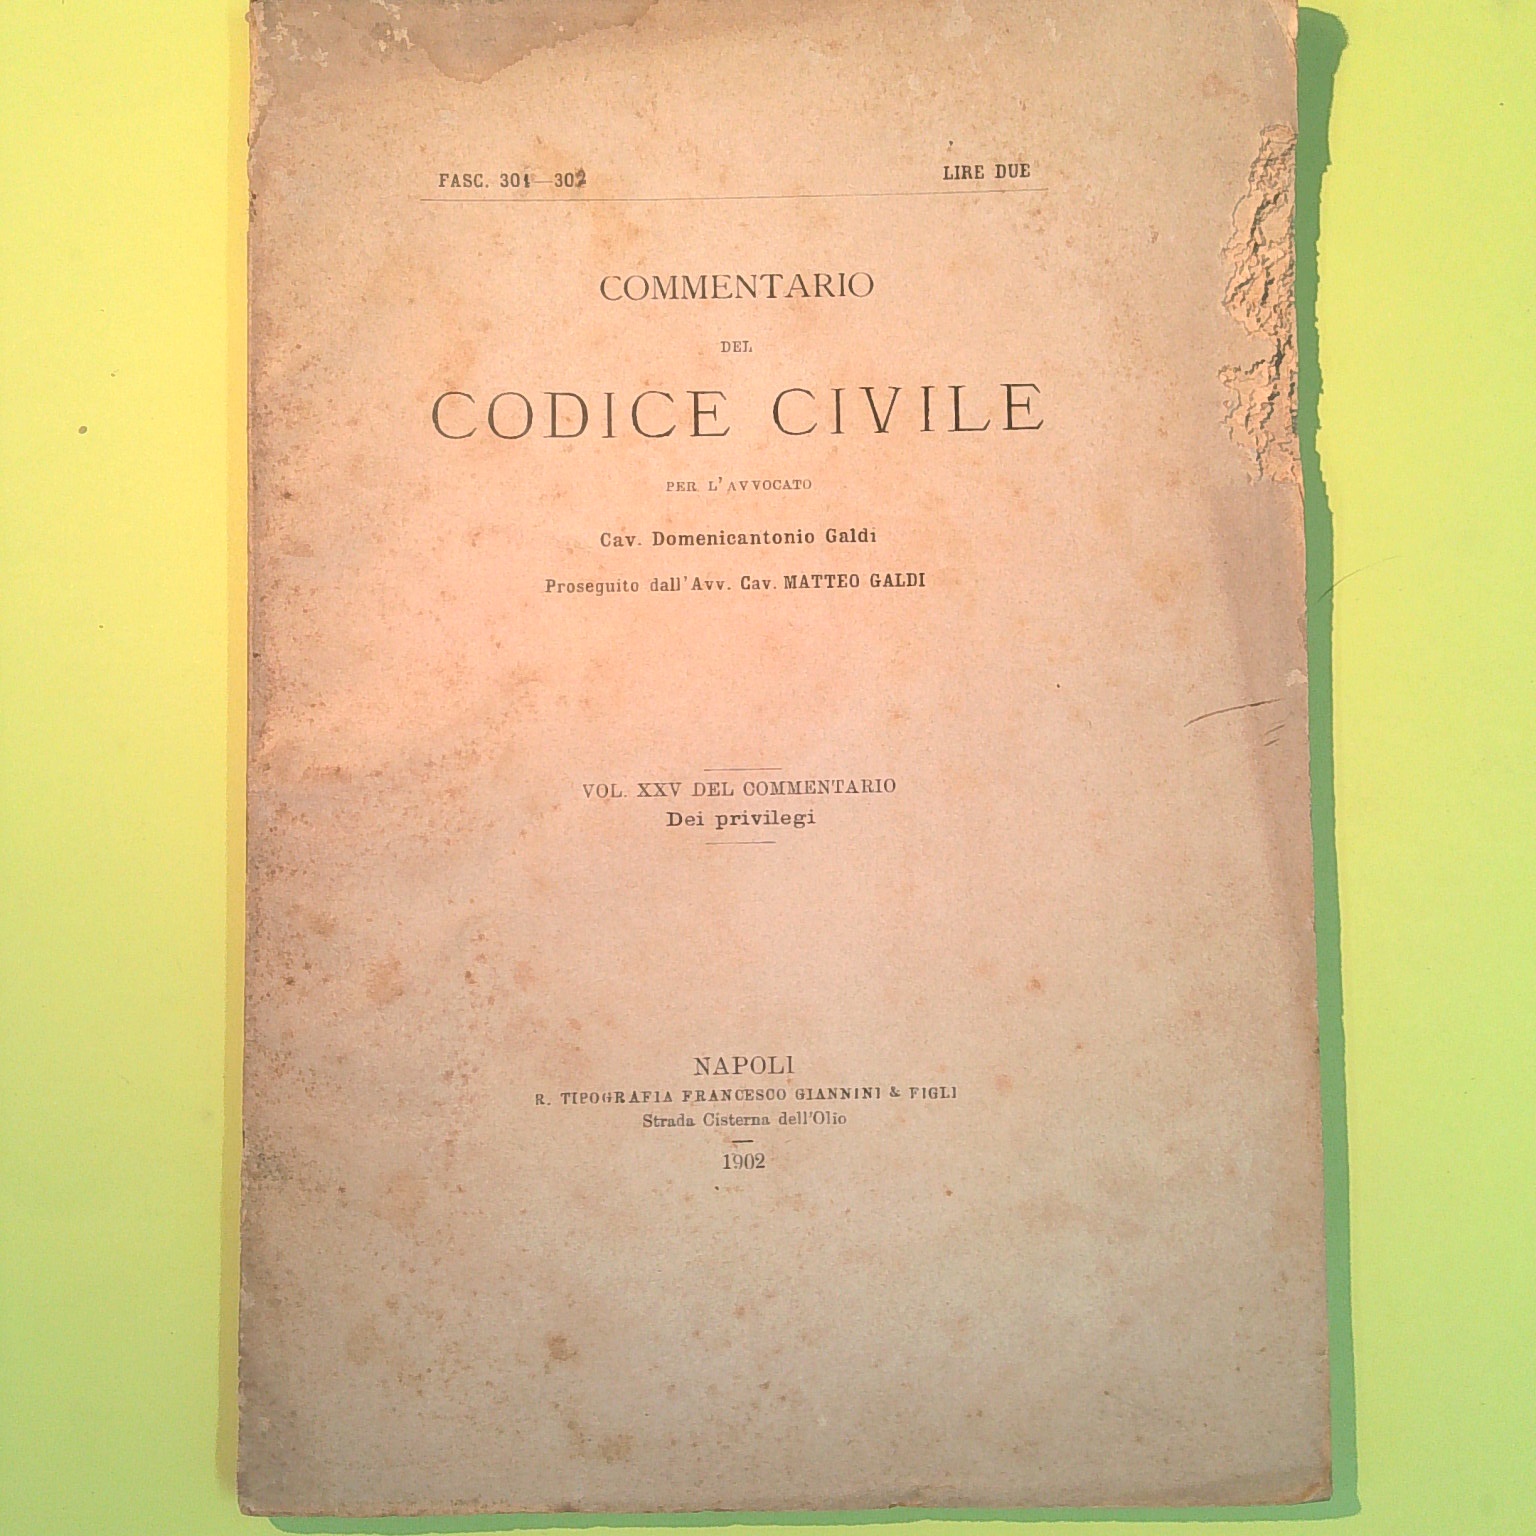 FASC. 301—302 LIRE DUE
COMMENTARIO
DEL
CODICE CIVILE
PER L'AVVOCATO
Cav. Domenicantonio Galdi
Proseguito dall'Avv. Cav. MATTEO GALDI
VOL. XXV DEL COMMENTARIO
Dei privilegi
NAPOLI
R. TIPOGRAFIA FRANCESCO GIANNINI & FIGLI
Strada Cisterna dell'Olio
1902